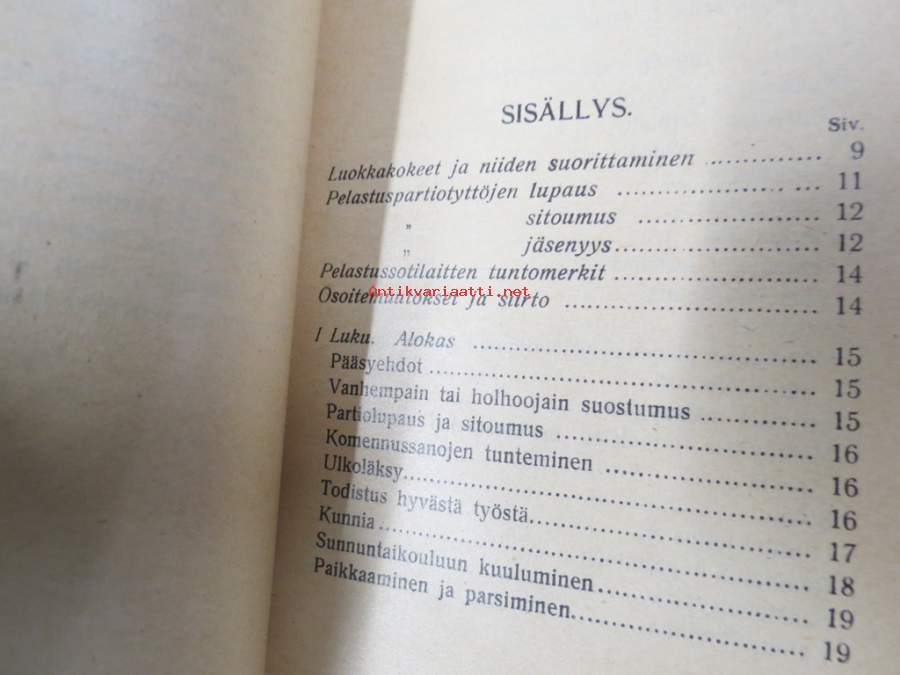 SISÄLLYS.
Siv.
Luokkakokeet ja niiden suorittaminen ............ 9
Pelastuspartiotyttöjen lupaus ............ ... 11
„ sitoumus ............ 12
„ jäsenyys ............ 12
Pelastussotilaitten tuntomerkit ............ 14
Antikvariaatti.net
Osoitemuutokset ja siirto ............ 14
I Luku. Alokas ............ 15
Pääsyehdot ............ 15
Vanhempain tai holhoojain suostumus ............ 15
Partiolupaus ja sitoumus ............ 16
Komennussanojen tunteminen ............ 16
Ulkoläksy ............ 16
Todistus hyvästä työstä ............ 17
Kunnia ............ 18
Sunnuntaikouluun kuuluminen ............ 19
Paikkaaminen ja parsiminen ............ 19